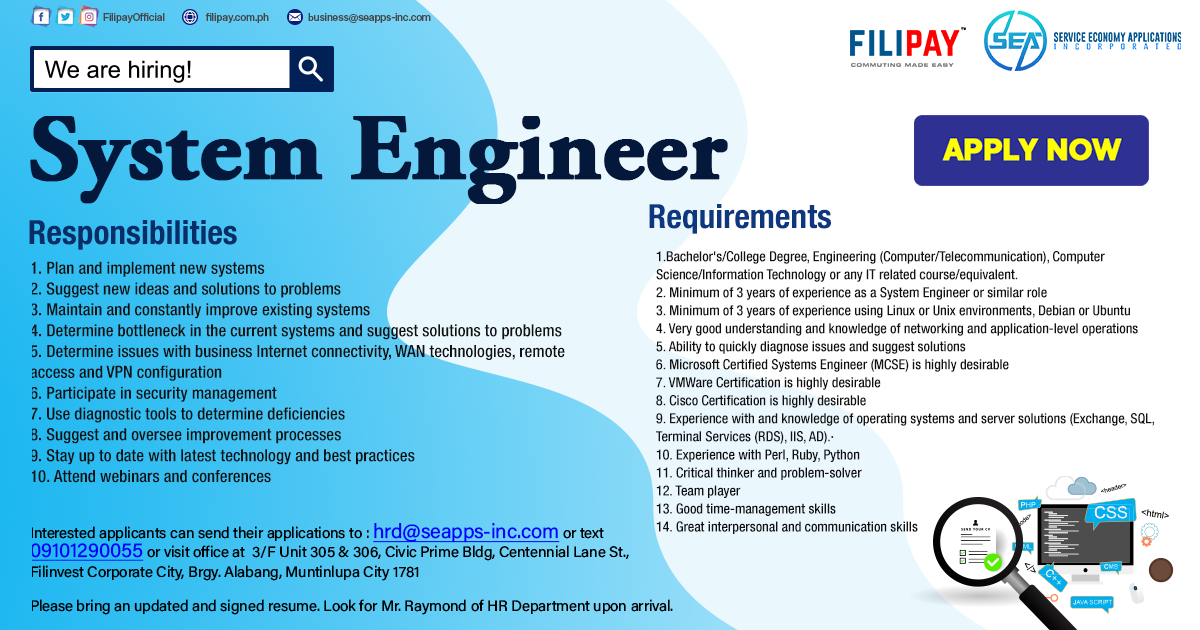 FilipayOfficial filipay.com.ph business@seapps-inc.com
FILIPAY™
COMMUTING MADE EASY
SEA
SERVICE ECONOMY APPLICATIONS
INCORPORATED
We are hiring!
System Engineer
APPLY NOW
Responsibilities
1. Plan and implement new systems
2. Suggest new ideas and solutions to problems
3. Maintain and constantly improve existing systems
4. Determine bottleneck in the current systems and suggest solutions to problems
5. Determine issues with business Internet connectivity, WAN technologies, remote
access and VPN configuration
6. Participate in security management
7. Use diagnostic tools to determine deficiencies
8. Suggest and oversee improvement processes
9. Stay up to date with latest technology and best practices
10. Attend webinars and conferences
Interested applicants can send their applications to : hrd@seapps-inc.com or text
09101290055 or visit office at 3/F Unit 305 & 306, Civic Prime Bldg, Centennial Lane St.,
Filinvest Corporate City, Brgy. Alabang, Muntinlupa City 1781
Please bring an updated and signed resume. Look for Mr. Raymond of HR Department upon arrival.
Requirements
1.Bachelor's/College Degree, Engineering (Computer/Telecommunication), Computer
Science/Information Technology or any IT related course/equivalent.
2. Minimum of 3 years of experience as a System Engineer or similar role
3. Minimum of 3 years of experience using Linux or Unix environments, Debian or Ubuntu
4. Very good understanding and knowledge of networking and application-level operations
5. Ability to quickly diagnose issues and suggest solutions
6. Microsoft Certified Systems Engineer (MCSE) is highly desirable
7. VMWare Certification is highly desirable
8. Cisco Certification is highly desirable
9. Experience with and knowledge of operating systems and server solutions (Exchange, SQL,
Terminal Services (RDS), IIS, AD).·
10. Experience with Perl, Ruby, Python
11. Critical thinker and problem-solver
12. Team player
13. Good time-management skills
14. Great interpersonal and communication skills
SEND YOUR CV
<header>
PHP
CSS
<html>
CMS
</>
C++
JAVA SCRIPT